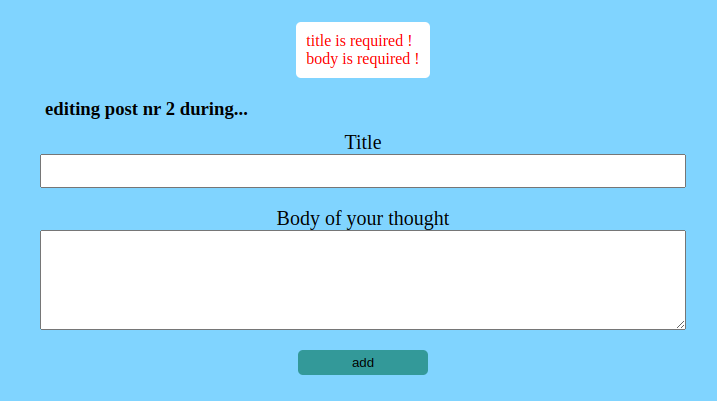 title is required !
body is required !
editing post nr 2 during...
Title
Body of your thought
add